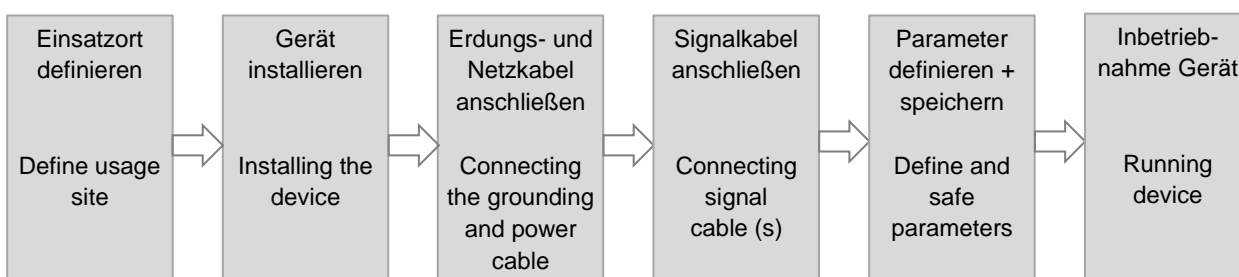 Einsatzort
definieren
Define usage
site
Gerät
installieren
Installing the
device
Erdungs- und
Netzkabel
anschließen
Connecting
the grounding
and power
cable
Signalkabel
anschließen
Connecting
signal
cable (s)
Parameter
definieren +
speichern
Define and
safe
parameters
Inbetrieb-
nahme Gerät
Running
device